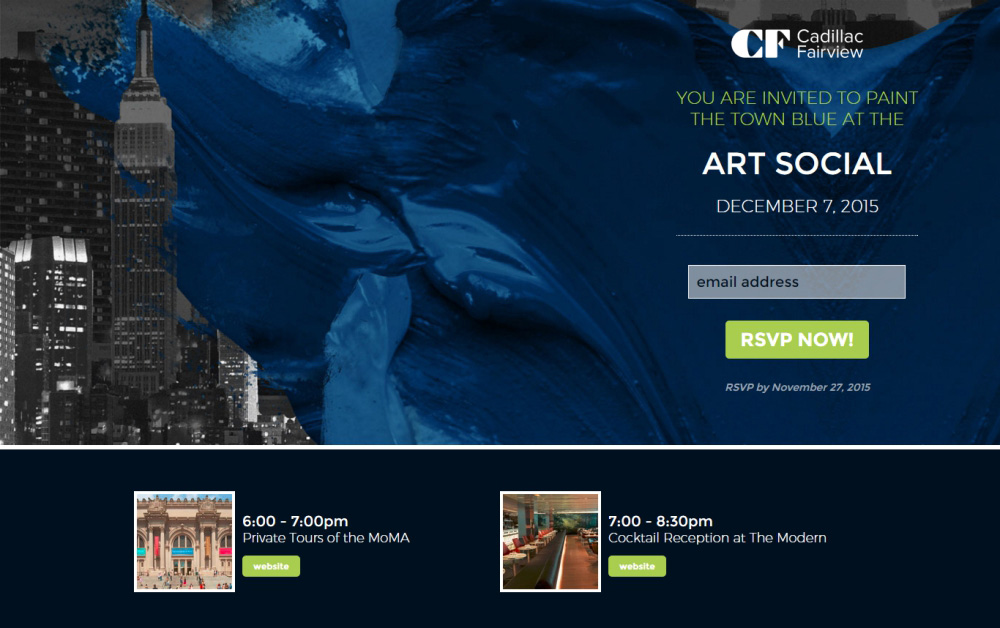 CF Cadillac
Fairview
YOU ARE INVITED TO PAINT
THE TOWN BLUE AT THE
ART SOCIAL
DECEMBER 7, 2015
email address
RSVP NOW!
RSVP by November 27, 2015
6:00 - 7:00pm
Private Tours of the MoMA
website
7:00 - 8:30pm
Cocktail Reception at The Modern
website